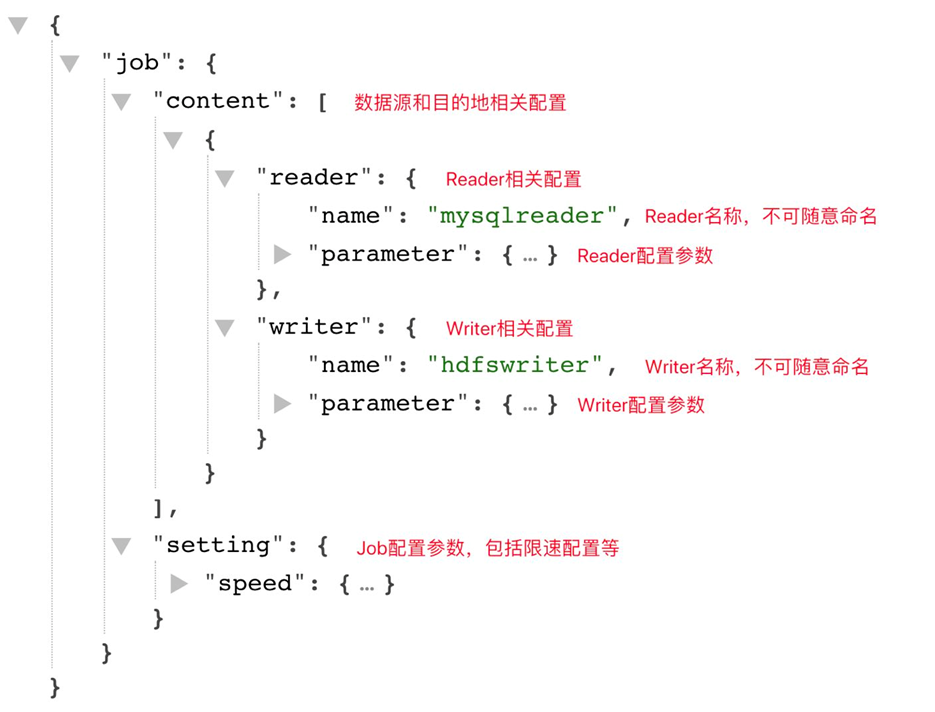 {
"job": {
"content": [ 数据源和目的地相关配置
{
"reader": { Reader相关配置
"name": "mysqlreader", Reader名称，不可随意命名
"parameter": { … } Reader配置参数
},
"writer": { Writer相关配置
"name": "hdfswriter", Writer名称，不可随意命名
"parameter": { … } Writer配置参数
}
}
],
"setting": { Job配置参数，包括限速配置等
"speed": { … }
}
}
}